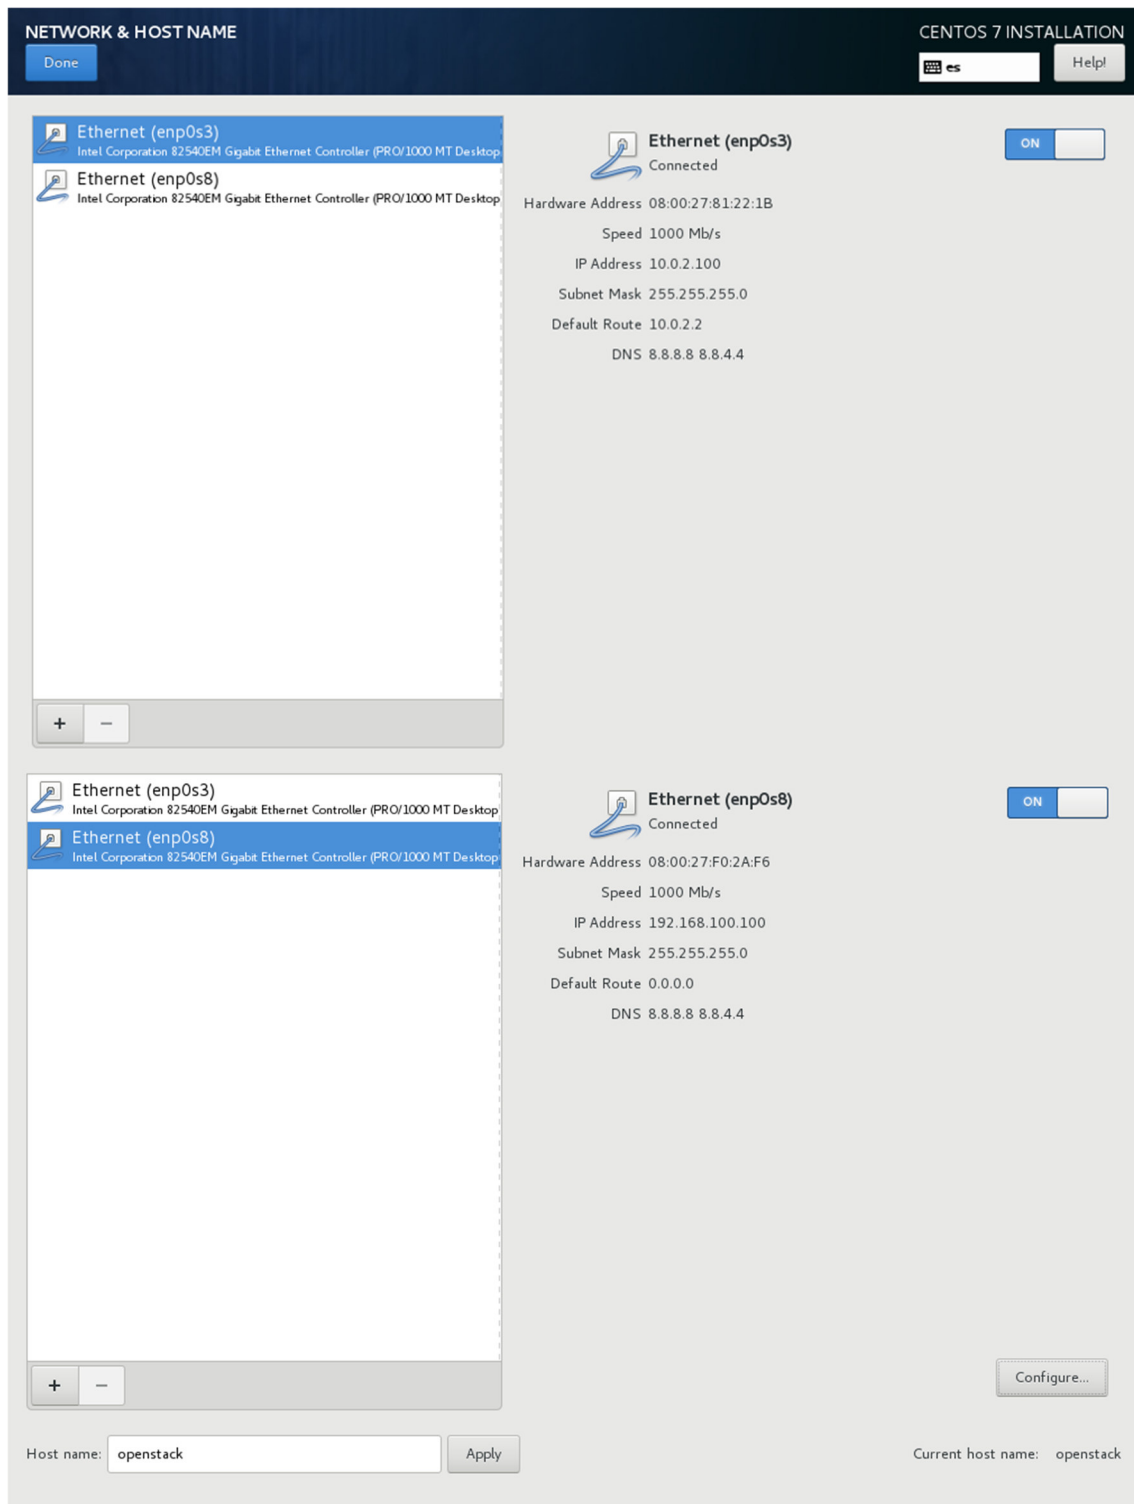 NETWORK & HOST NAME
CENTOS 7 INSTALLATION
Done
es
Help!
Ethernet (enp0s3)
Intel Corporation 82540EM Gigabit Ethernet Controller (PRO/1000 MT Desktop
Ethernet (enp0s8)
Intel Corporation 82540EM Gigabit Ethernet Controller (PRO/1000 MT Desktop
+ −
Ethernet (enp0s3)
Connected
ON
Hardware Address 08:00:27:81:22:1B
Speed 1000 Mb/s
IP Address 10.0.2.100
Subnet Mask 255.255.255.0
Default Route 10.0.2.2
DNS 8.8.8.8 8.8.4.4
Ethernet (enp0s3)
Intel Corporation 82540EM Gigabit Ethernet Controller (PRO/1000 MT Desktop
Ethernet (enp0s8)
Intel Corporation 82540EM Gigabit Ethernet Controller (PRO/1000 MT Desktop
+ −
Ethernet (enp0s8)
Connected
ON
Hardware Address 08:00:27:F0:2A:F6
Speed 1000 Mb/s
IP Address 192.168.100.100
Subnet Mask 255.255.255.0
Default Route 0.0.0.0
DNS 8.8.8.8 8.8.4.4
Configure...
Host name: openstack Apply
Current host name: openstack